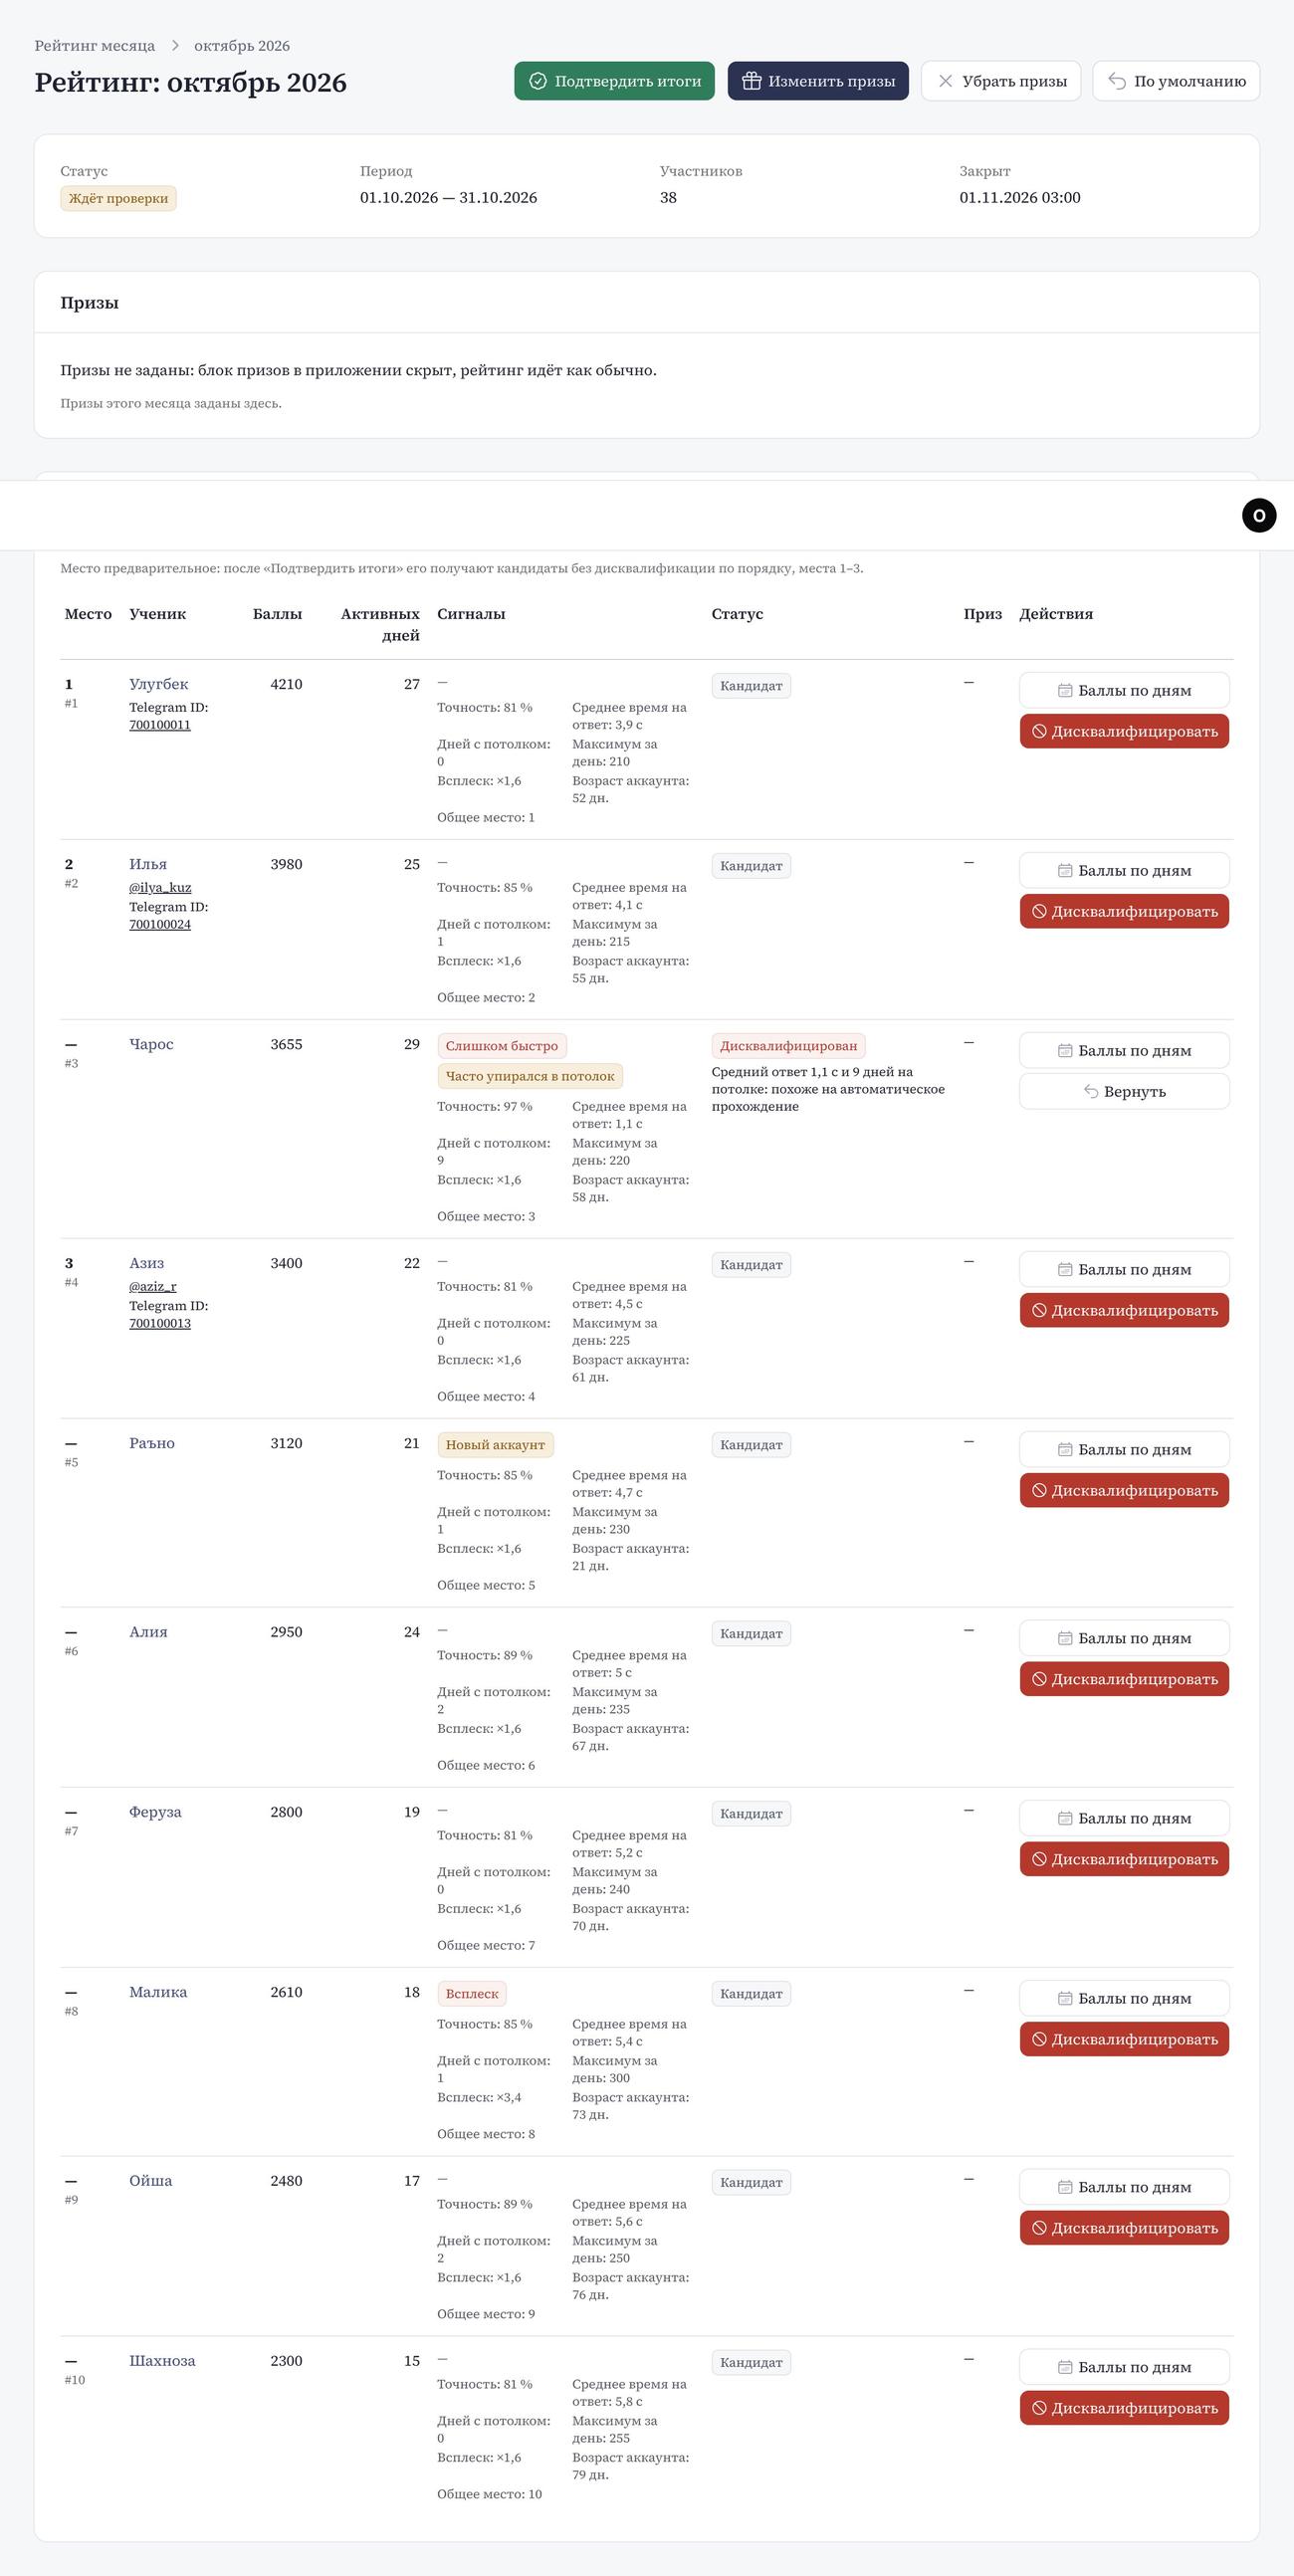 Рейтинг месяца > октябрь 2026
Рейтинг: октябрь 2026
Подтвердить итоги
Изменить призы
Убрать призы
По умолчанию
Статус
Ждёт проверки
Период
01.10.2026 — 31.10.2026
Участников
38
Закрыт
01.11.2026 03:00
Призы
Призы не заданы: блок призов в приложении скрыт, рейтинг идёт как обычно.
Призы этого месяца заданы здесь.
O
Место предварительное: после «Подтвердить итоги» его получают кандидаты без дисквалификации по порядку, места 1–3.
Место Ученик Баллы Активных дней Сигналы Статус Приз Действия
1
#1
Улугбек
Telegram ID:
700100011
4210
27
—
Точность: 81 %
Среднее время на
ответ: 3,9 с
Дней с потолком:
0
Максимум за
день: 210
Всплеск: ×1,6
Возраст аккаунта:
52 дн.
Общее место: 1
Кандидат
—
Баллы по дням
Дисквалифицировать
2
#2
Илья
@ilya_kuz
Telegram ID:
700100024
3980
25
—
Точность: 85 %
Среднее время на
ответ: 4,1 с
Дней с потолком:
1
Максимум за
день: 215
Всплеск: ×1,6
Возраст аккаунта:
55 дн.
Общее место: 2
Кандидат
—
Баллы по дням
Дисквалифицировать
—
#3
Чарос
3655
29
Слишком быстро
Часто упирался в потолок
Точность: 97 %
Среднее время на
ответ: 1,1 с
Дней с потолком:
9
Максимум за
день: 220
Всплеск: ×1,6
Возраст аккаунта:
58 дн.
Общее место: 3
Дисквалифицирован
Средний ответ 1,1 с и 9 дней на
потолке: похоже на автоматическое
прохождение
—
Баллы по дням
Вернуть
3
#4
Азиз
@aziz_r
Telegram ID:
700100013
3400
22
—
Точность: 81 %
Среднее время на
ответ: 4,5 с
Дней с потолком:
0
Максимум за
день: 225
Всплеск: ×1,6
Возраст аккаунта:
61 дн.
Общее место: 4
Кандидат
—
Баллы по дням
Дисквалифицировать
—
#5
Раъно
3120
21
Новый аккаунт
Точность: 85 %
Среднее время на
ответ: 4,7 с
Дней с потолком:
1
Максимум за
день: 230
Всплеск: ×1,6
Возраст аккаунта:
21 дн.
Общее место: 5
Кандидат
—
Баллы по дням
Дисквалифицировать
—
#6
Алия
2950
24
—
Точность: 89 %
Среднее время на
ответ: 5 с
Дней с потолком:
2
Максимум за
день: 235
Всплеск: ×1,6
Возраст аккаунта:
67 дн.
Общее место: 6
Кандидат
—
Баллы по дням
Дисквалифицировать
—
#7
Феруза
2800
19
—
Точность: 81 %
Среднее время на
ответ: 5,2 с
Дней с потолком:
0
Максимум за
день: 240
Всплеск: ×1,6
Возраст аккаунта:
70 дн.
Общее место: 7
Кандидат
—
Баллы по дням
Дисквалифицировать
—
#8
Малика
2610
18
Всплеск
Точность: 85 %
Среднее время на
ответ: 5,4 с
Дней с потолком:
1
Максимум за
день: 300
Всплеск: ×3,4
Возраст аккаунта:
73 дн.
Общее место: 8
Кандидат
—
Баллы по дням
Дисквалифицировать
—
#9
Ойша
2480
17
—
Точность: 89 %
Среднее время на
ответ: 5,6 с
Дней с потолком:
2
Максимум за
день: 250
Всплеск: ×1,6
Возраст аккаунта:
76 дн.
Общее место: 9
Кандидат
—
Баллы по дням
Дисквалифицировать
—
#10
Шахноза
2300
15
—
Точность: 81 %
Среднее время на
ответ: 5,8 с
Дней с потолком:
0
Максимум за
день: 255
Всплеск: ×1,6
Возраст аккаунта:
79 дн.
Общее место: 10
Кандидат
—
Баллы по дням
Дисквалифицировать